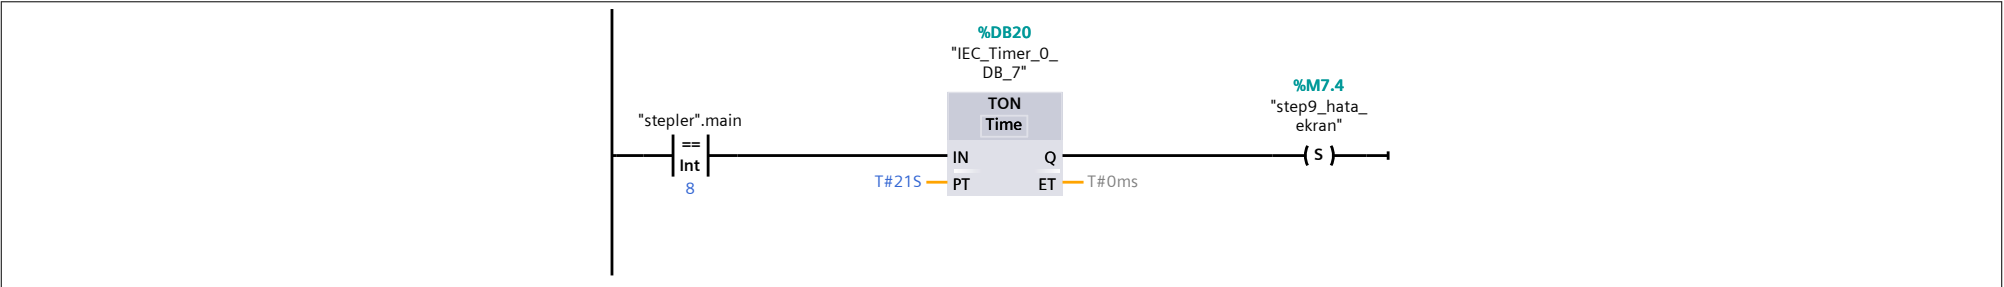 %DB20
"IEC_Timer_0_
DB_7"
%M7.4
"step9_hata_
ekran"
TON
Time
"stepler".main
==
Int
8
IN
Q
S
T#21S
PT
ET
T#0ms